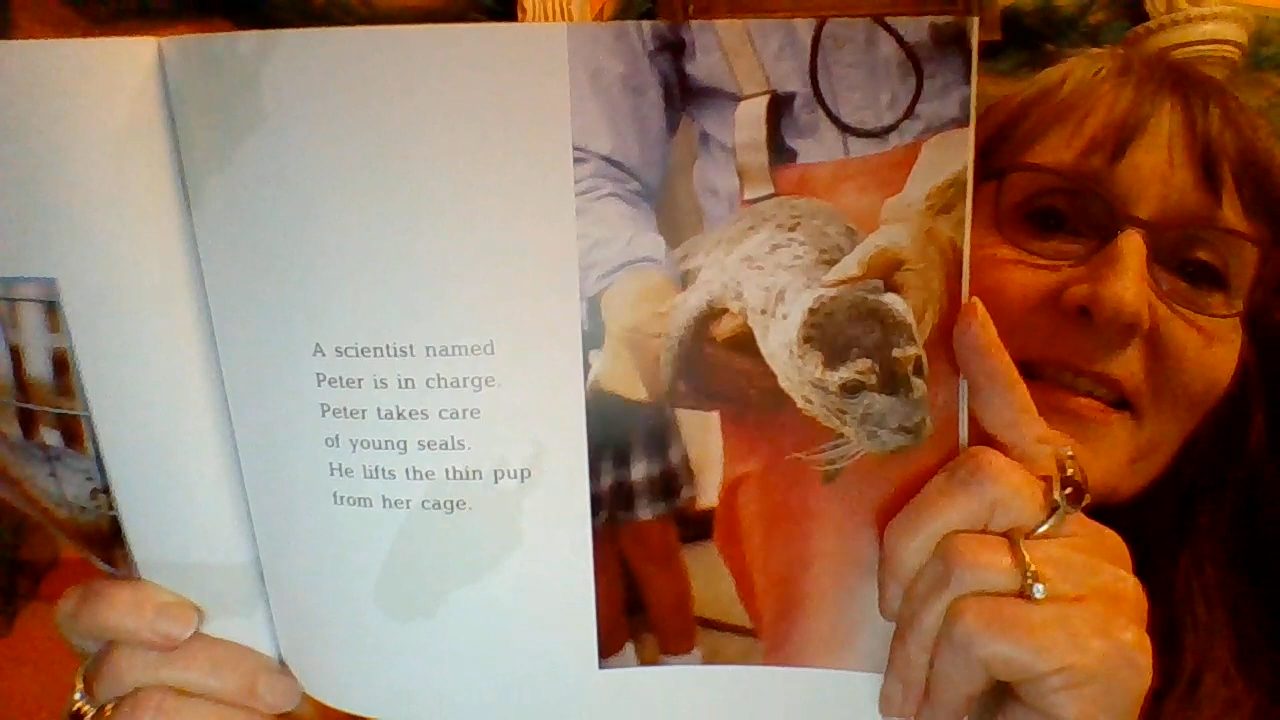 A scientist named
Peter is in charge.
Peter takes care
of young seals.
He lifts the thin pup
from her cage.